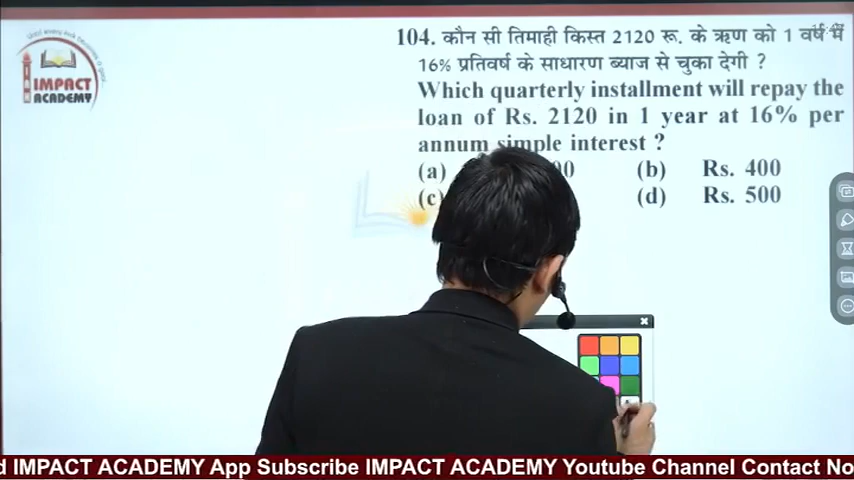 IMPACT
ACADEMY
104. कौन सी तिमाही किस्त 2120 रू. के ऋण को 1 वर्ष में
16% प्रतिवर्ष के साधारण ब्याज से चुका देगी ?
Which quarterly installment will repay the
loan of Rs. 2120 in 1 year at 16% per
annum simple interest ?
(a) 00 (b) Rs. 400
(c) (d) Rs. 500
d IMPACT ACADEMY App Subscribe IMPACT ACADEMY Youtube Channel Contact No